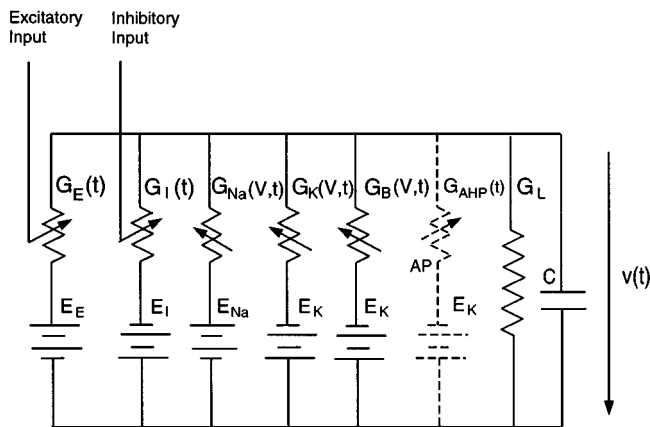 Excitatory Input
Inhibitory Input
G_E(t)
G_I(t)
G_Na(V,t)
G_K(V,t)
G_B(V,t)
G_AHP(t)
G_L
AP
C
v(t)
E_E
E_I
E_Na
E_K
E_K
E_K